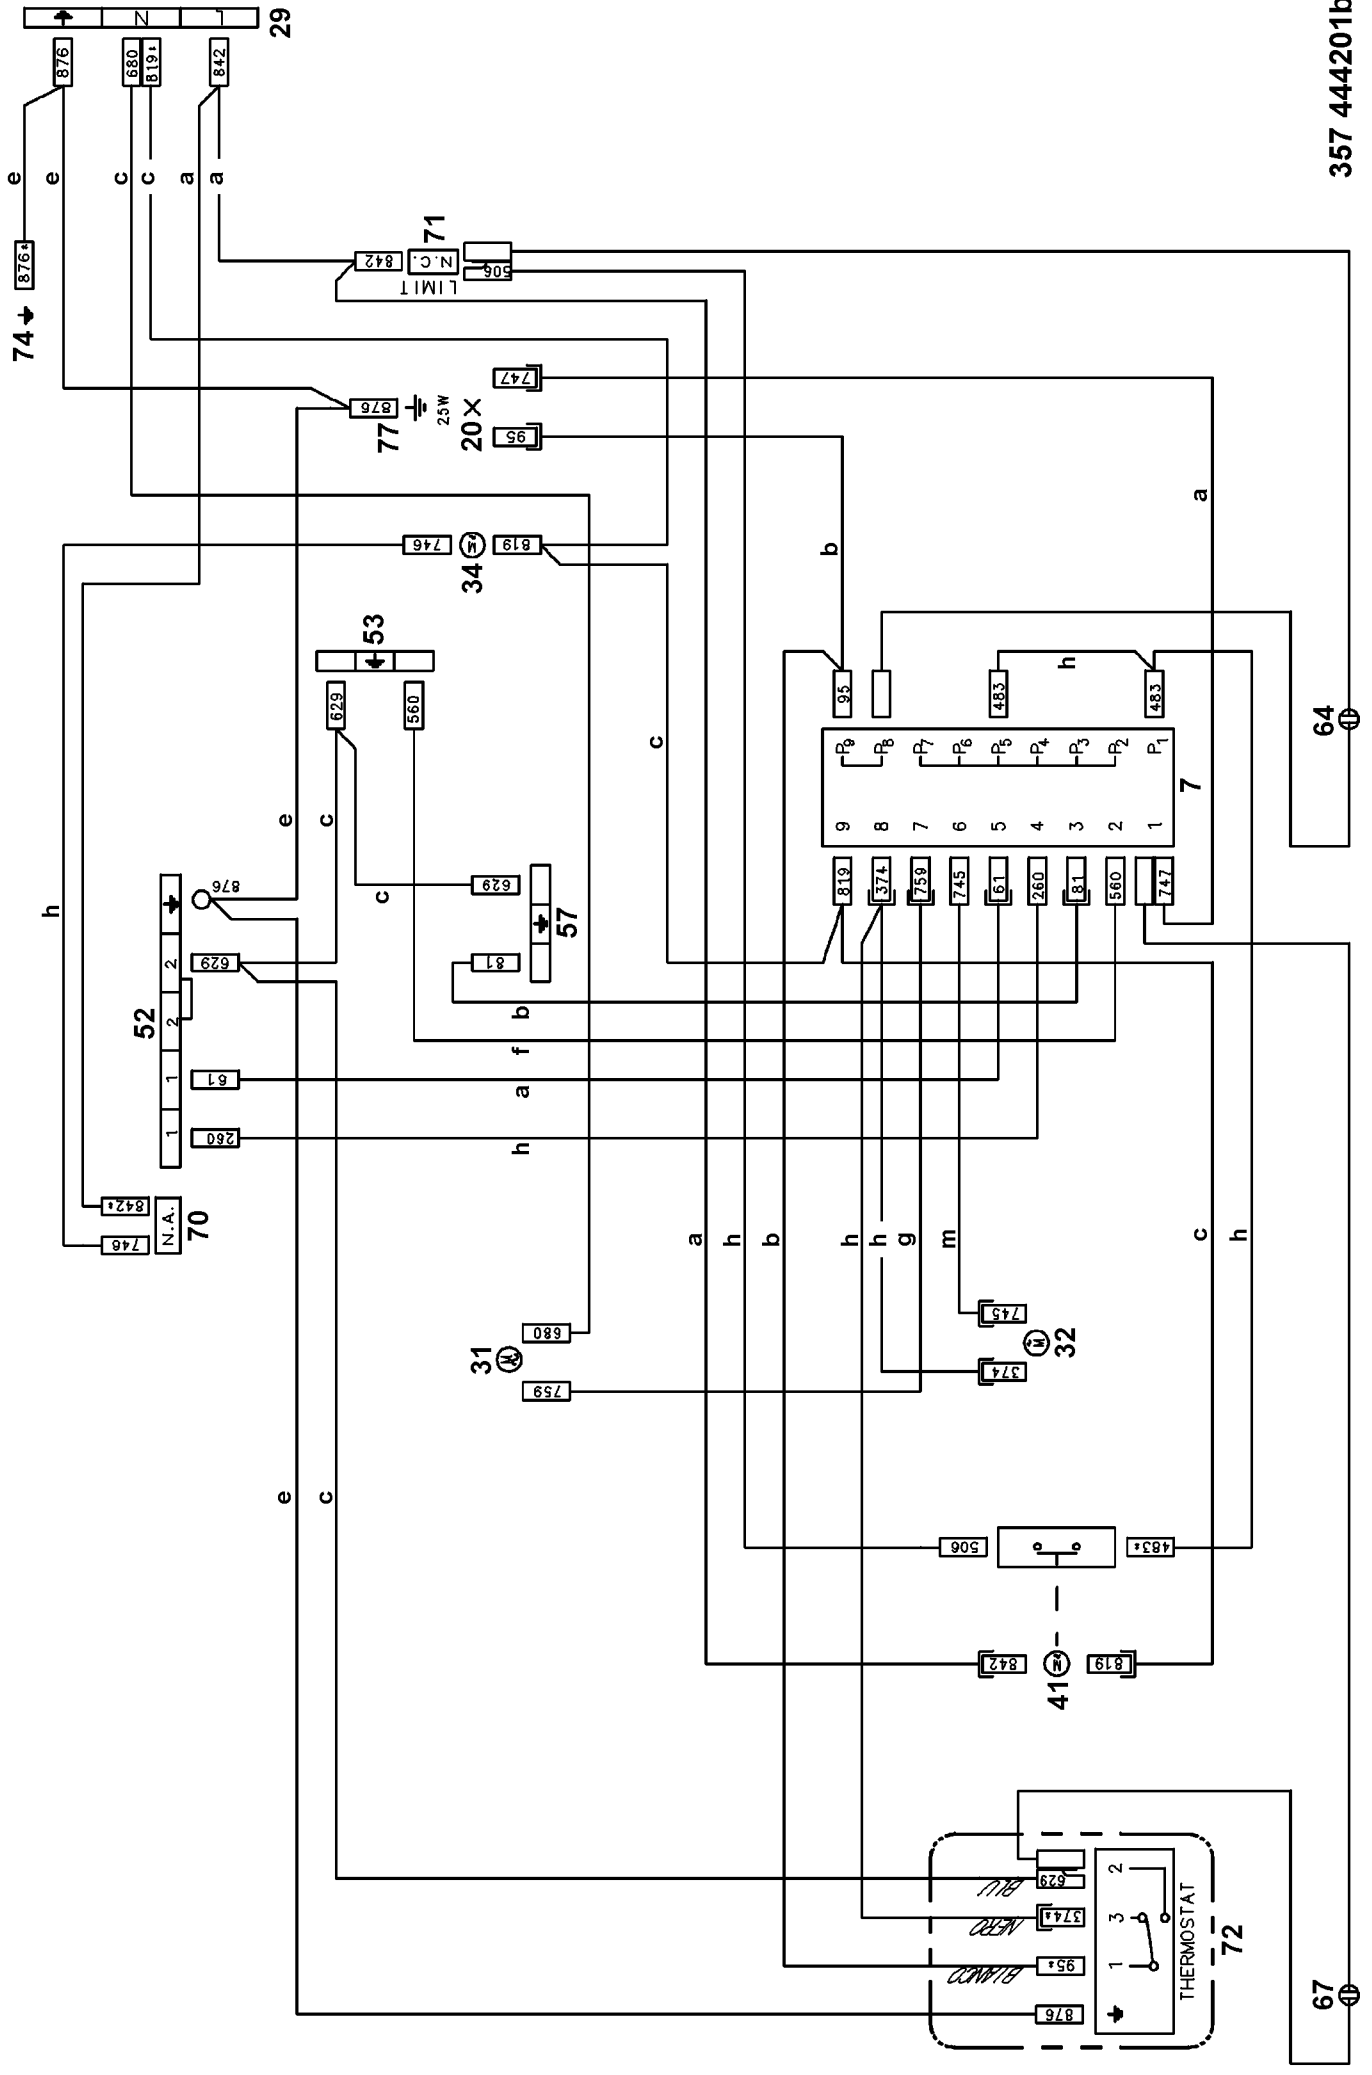 29
L
N
842
819*
680
876
a
a
c
c
e
e
876*
74
71
842
N.C.
LIMIT
506
747
95
20
25W
77
876
a
b
746
M
819
34
h
53
629
560
c
e
c
c
52
876
2
2
1
1
629
61
260
629
81
57
b
f
a
h
70
N.A.
842*
746
95
483
483
h
P9
P8
P7
P6
P5
P4
P3
P2
P1
9
8
7
6
5
4
3
2
1
7
819
374
759
745
61
260
81
560
747
64
31
680
M
759
a
h
b
h
h
g
m
c
h
745
M
374
32
e
c
506
483*
842
M
819
41
BLU
NERO
BIANCO
629
374*
95*
876
2
3
1
THERMOSTAT
72
67
357 444201b